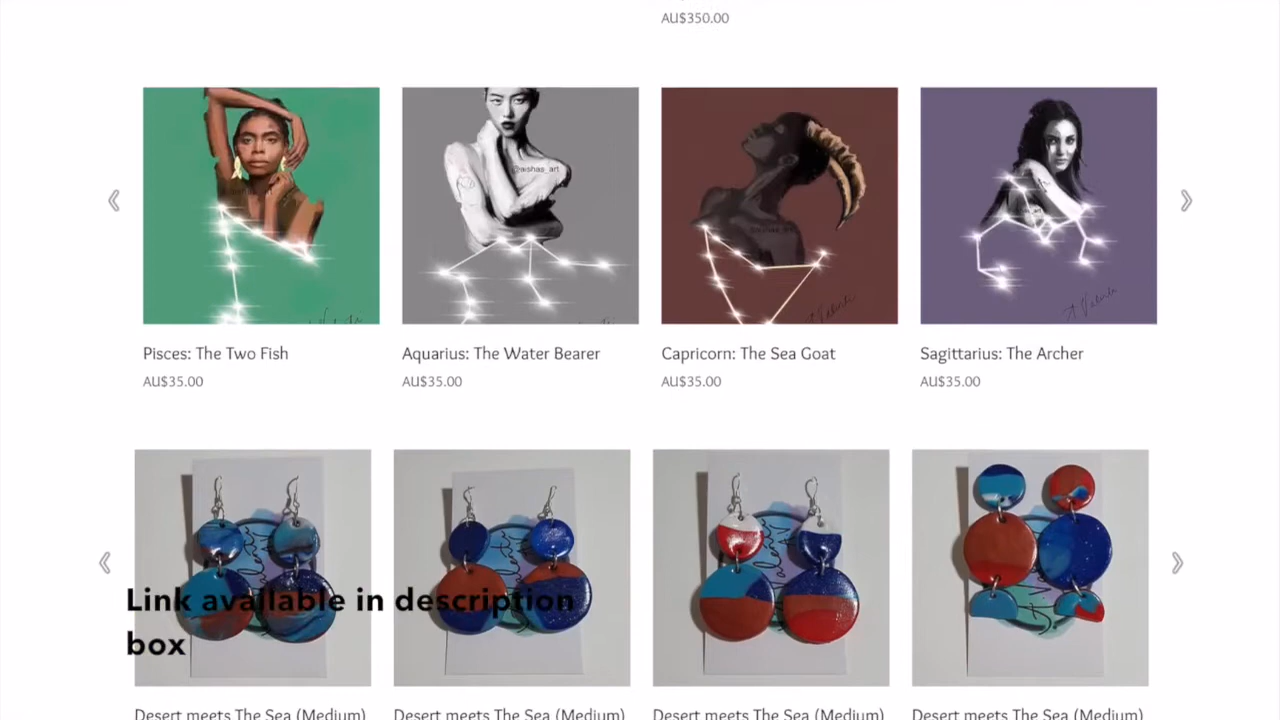 AU$350.00
@aishas_art
Pisces: The Two Fish
Aquarius: The Water Bearer
Capricorn: The Sea Goat
Sagittarius: The Archer
AU$35.00
AU$35.00
AU$35.00
AU$35.00
Link available in description
box
Desert meets The Sea (Medium)
Desert meets The Sea (Medium)
Desert meets The Sea (Medium)
Desert meets The Sea (Medium)